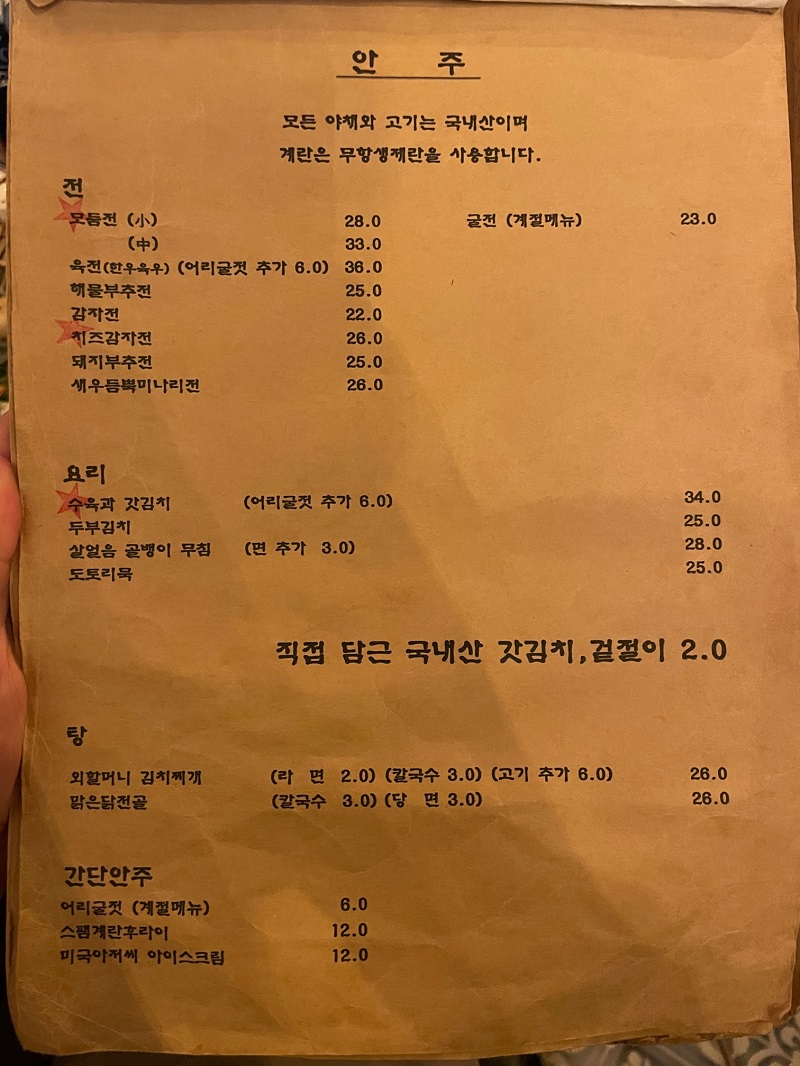 안 주
모든 야채와 고기는 국내산이며
계란은 무항생제란을 사용합니다.
전
모듬전 (小) 28.0 굴전 (계절메뉴) 23.0
(中) 33.0
육전(한우육우) (어리굴젓 추가 6.0) 36.0
해물부추전 25.0
감자전 22.0
치즈감자전 26.0
돼지부추전 25.0
새우듬뿍미나리전 26.0
요리
수육과 갓김치 (어리굴젓 추가 6.0) 34.0
두부김치 25.0
살얼음 골뱅이 무침 (면 추가 3.0) 28.0
도토리묵 25.0
직접 담근 국내산 갓김치,겉절이 2.0
탕
외할머니 김치찌개 (라 면 2.0) (칼국수 3.0) (고기 추가 6.0) 26.0
맑은닭전골 (칼국수 3.0) (당 면 3.0) 26.0
간단안주
어리굴젓 (계절메뉴) 6.0
스팸계란후라이 12.0
미국아저씨 아이스크림 12.0